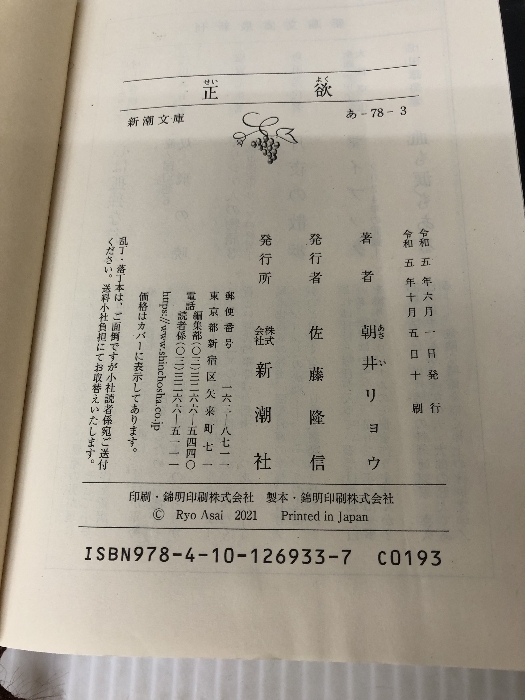 正欲
せい よく
新潮文庫
あ-78-3
令和五年六月一日発行
令和五年十月五日十刷
著者 朝井リョウ
あさ い
発行者 佐藤隆信
発行所 株式会社 新潮社
郵便番号 一六二-八七一一
東京都新宿区矢来町七一
電話 編集部(〇三)三二六六-五四四〇
読者係(〇三)三二六六-五一一一
https://www.shinchosha.co.jp
価格はカバーに表示してあります。
乱丁・落丁本は、ご面倒ですが小社読者係宛ご送付
ください。送料小社負担にてお取替えいたします。
印刷・錦明印刷株式会社 製本・錦明印刷株式会社
© Ryo Asai 2021 Printed in Japan
ISBN978-4-10-126933-7 C0193